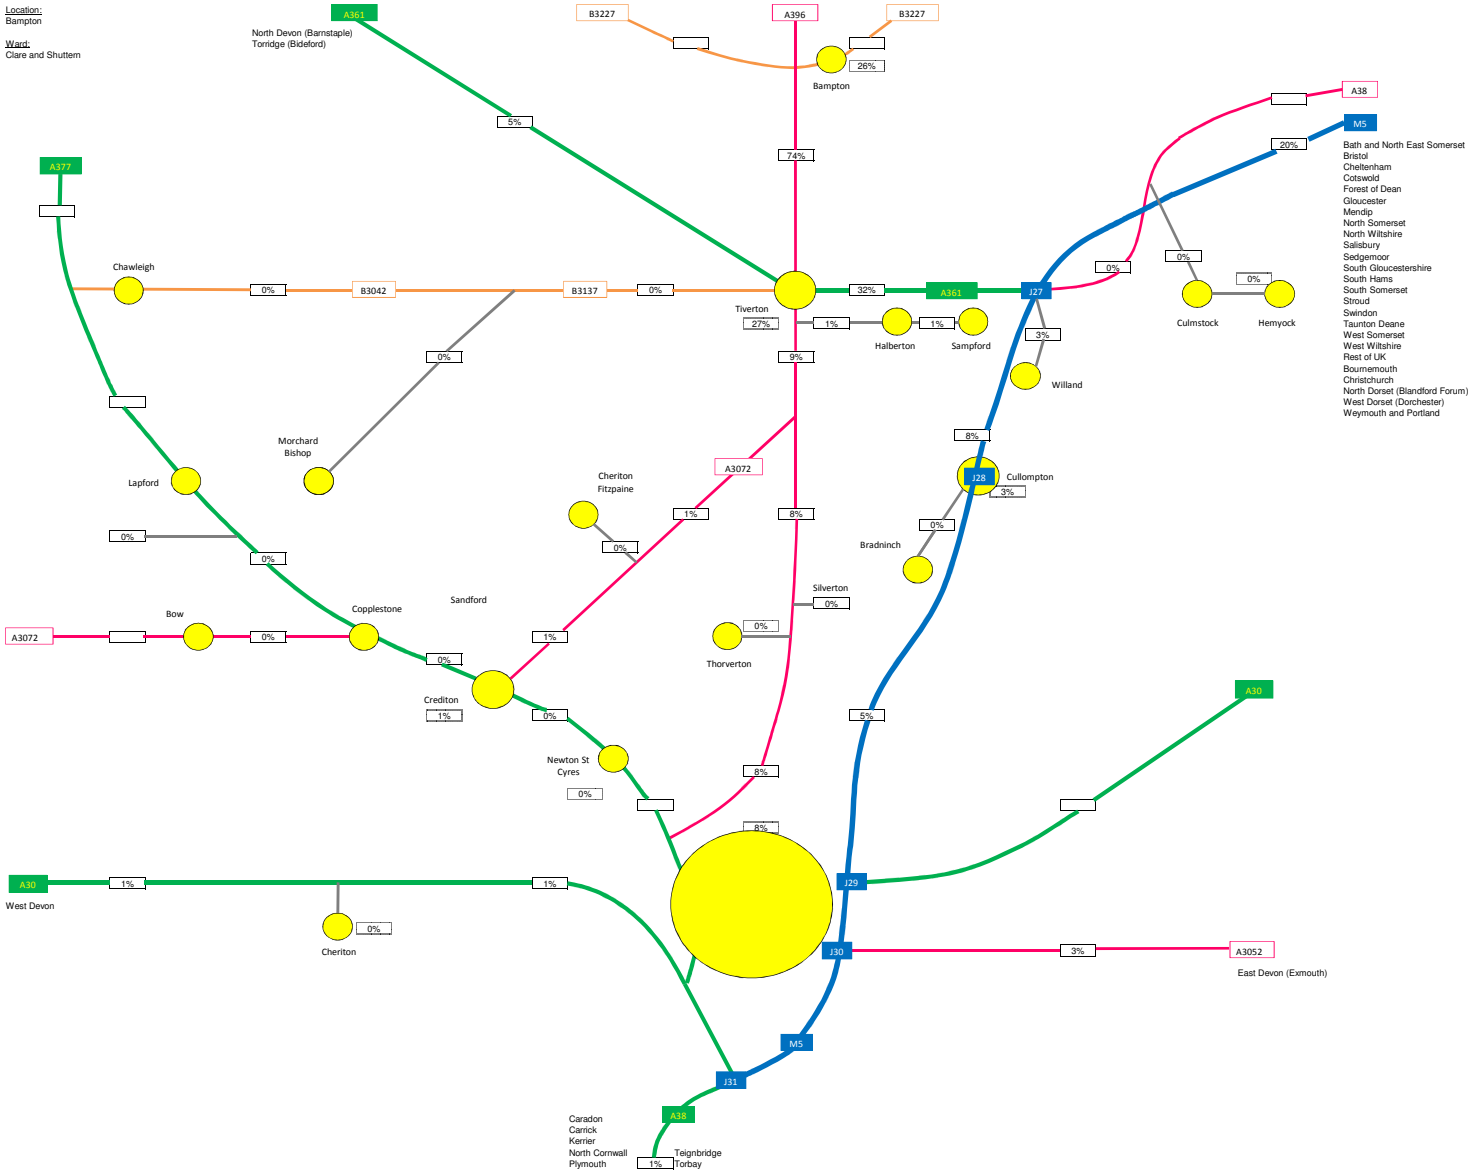 Location:
Bampton
Ward:
Clare and Shuttern
A361
North Devon (Barnstaple)
Torridge (Bideford)
B3227
A396
B3227
26%
Bampton
A38
M5
20%
Bath and North East Somerset
Bristol
Cheltenham
Cotswold
Forest of Dean
Gloucester
Mendip
North Somerset
North Wiltshire
Salisbury
Sedgemoor
South Gloucestershire
South Hams
South Somerset
Stroud
Swindon
Taunton Deane
West Somerset
West Wiltshire
Rest of UK
Bournemouth
Christchurch
North Dorset (Blandford Forum)
West Dorset (Dorchester)
Weymouth and Portland
5%
74%
A377
Chawleigh
0%
B3042
B3137
0%
Tiverton
27%
32%
A361
J27
0%
0%
0%
Culmstock
Hemyock
1%
Halberton
1%
Sampford
3%
Willand
0%
9%
Morchard
Bishop
8%
J28
Cullompton
3%
A3072
Cheriton
Fitzpaine
Lapford
1%
8%
0%
Bradninch
0%
0%
0%
Silverton
0%
Sandford
Bow
Copplestone
A3072
0%
1%
0%
Thorverton
0%
Crediton
1%
0%
5%
A30
Newton St
Cyres
0%
8%
8%
A30
1%
1%
J29
West Devon
0%
Cheriton
J30
3%
A3052
East Devon (Exmouth)
M5
J31
A38
Caradon
Carrick
Kerrier
North Cornwall
Plymouth
1%
Teignbridge
Torbay